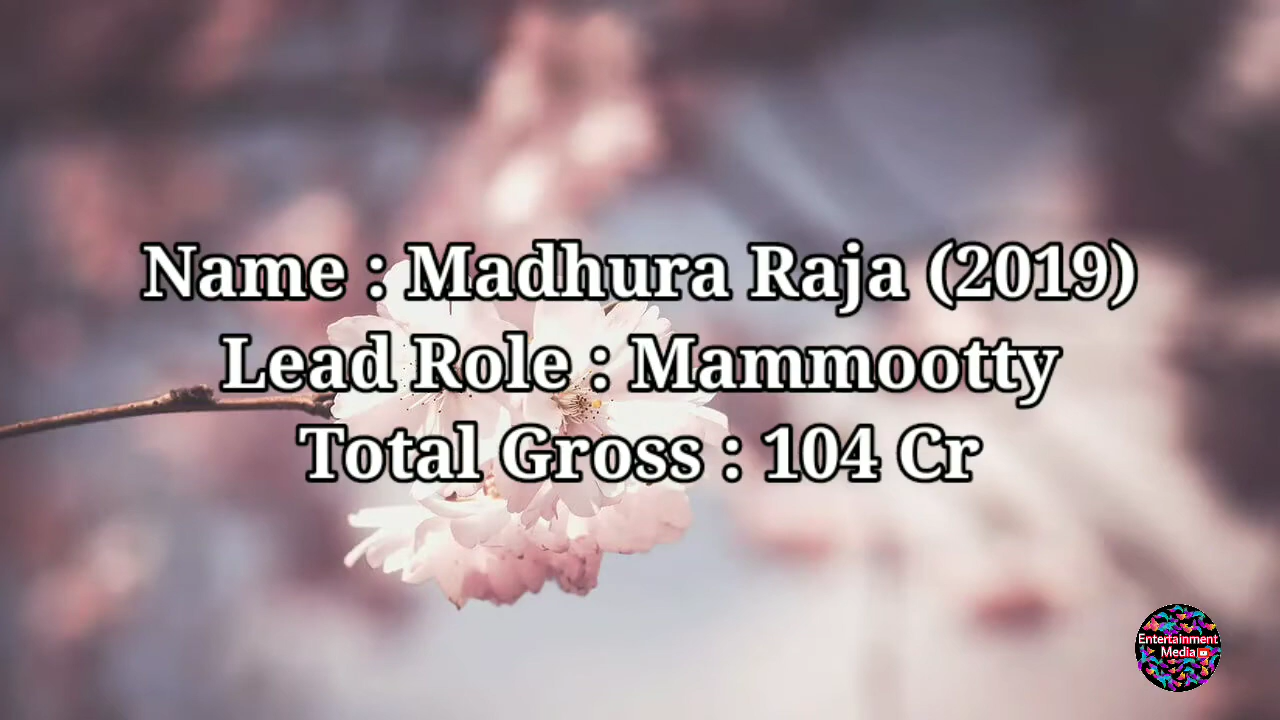 Name : Madhura Raja (2019)
Lead Role : Mammootty
Total Gross : 104 Cr
Entertainment
Media